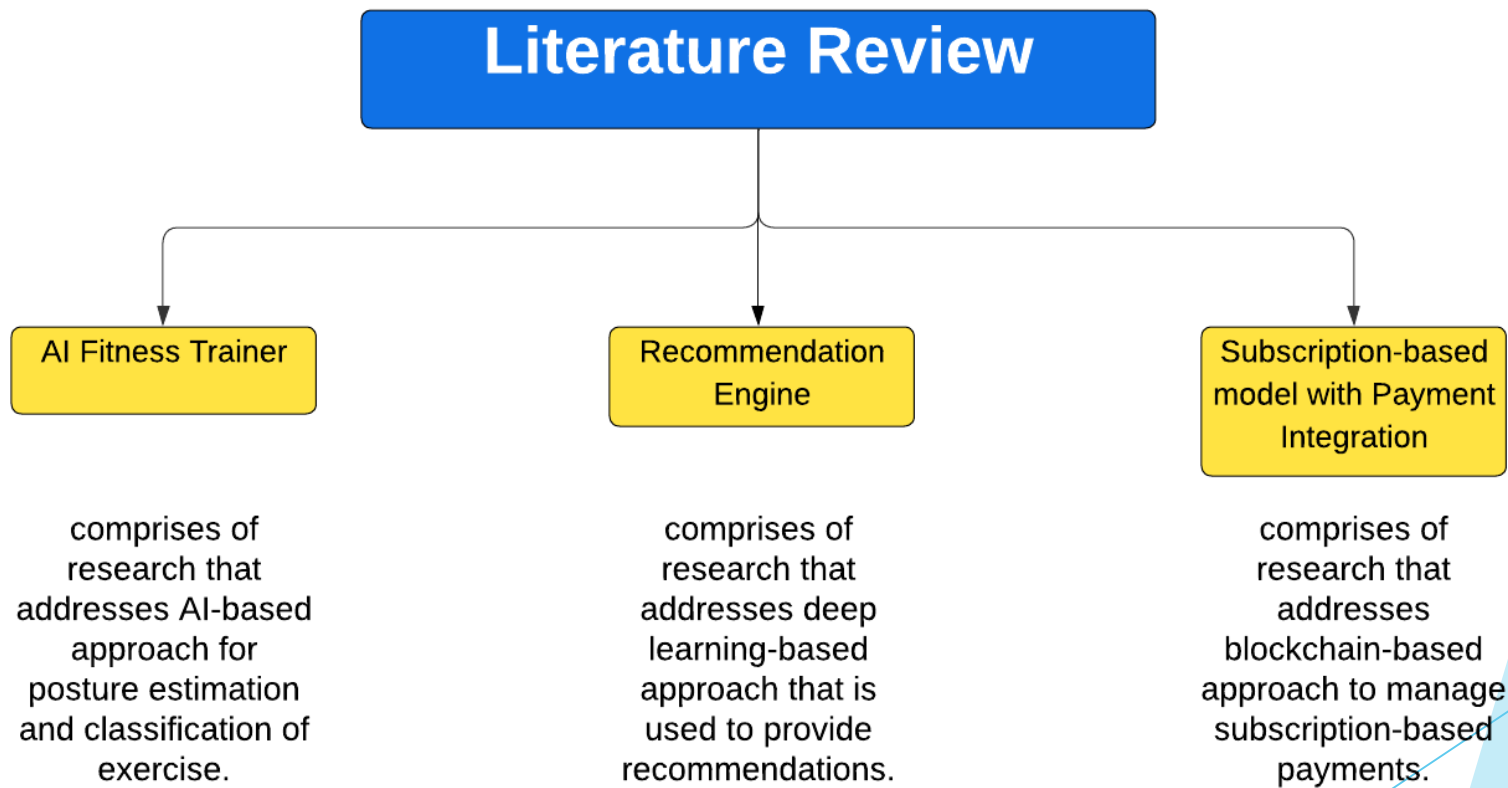 Literature Review
AI Fitness Trainer
Recommendation
Engine
Subscription-based
model with Payment
Integration
comprises of
research that
addresses AI-based
approach for
posture estimation
and classification of
exercise.
comprises of
research that
addresses deep
learning-based
approach that is
used to provide
recommendations.
comprises of
research that
addresses
blockchain-based
approach to manage
subscription-based
payments.